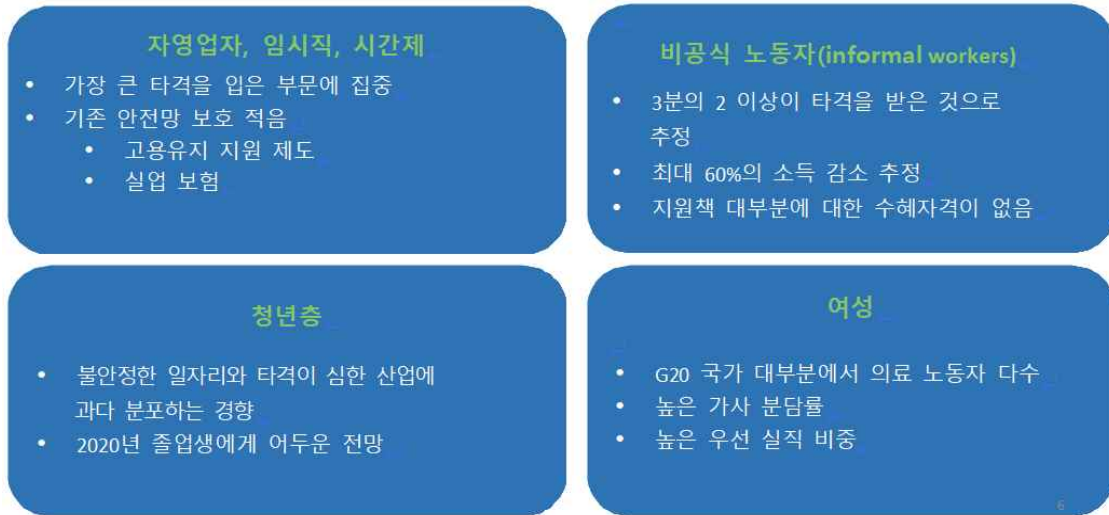 자영업자, 임시직, 시간제
• 가장 큰 타격을 입은 부문에 집중
• 기존 안전망 보호 적음
• 고용유지 지원 제도
• 실업 보험
비공식 노동자(informal workers)
• 3분의 2 이상이 타격을 받은 것으로
추정
• 최대 60%의 소득 감소 추정
• 지원책 대부분에 대한 수혜자격이 없음
청년층
• 불안정한 일자리와 타격이 심한 산업에
과다 분포하는 경향
• 2020년 졸업생에게 어두운 전망
여성
• G20 국가 대부분에서 의료 노동자 다수
• 높은 가사 분담률
• 높은 우선 실직 비중
6